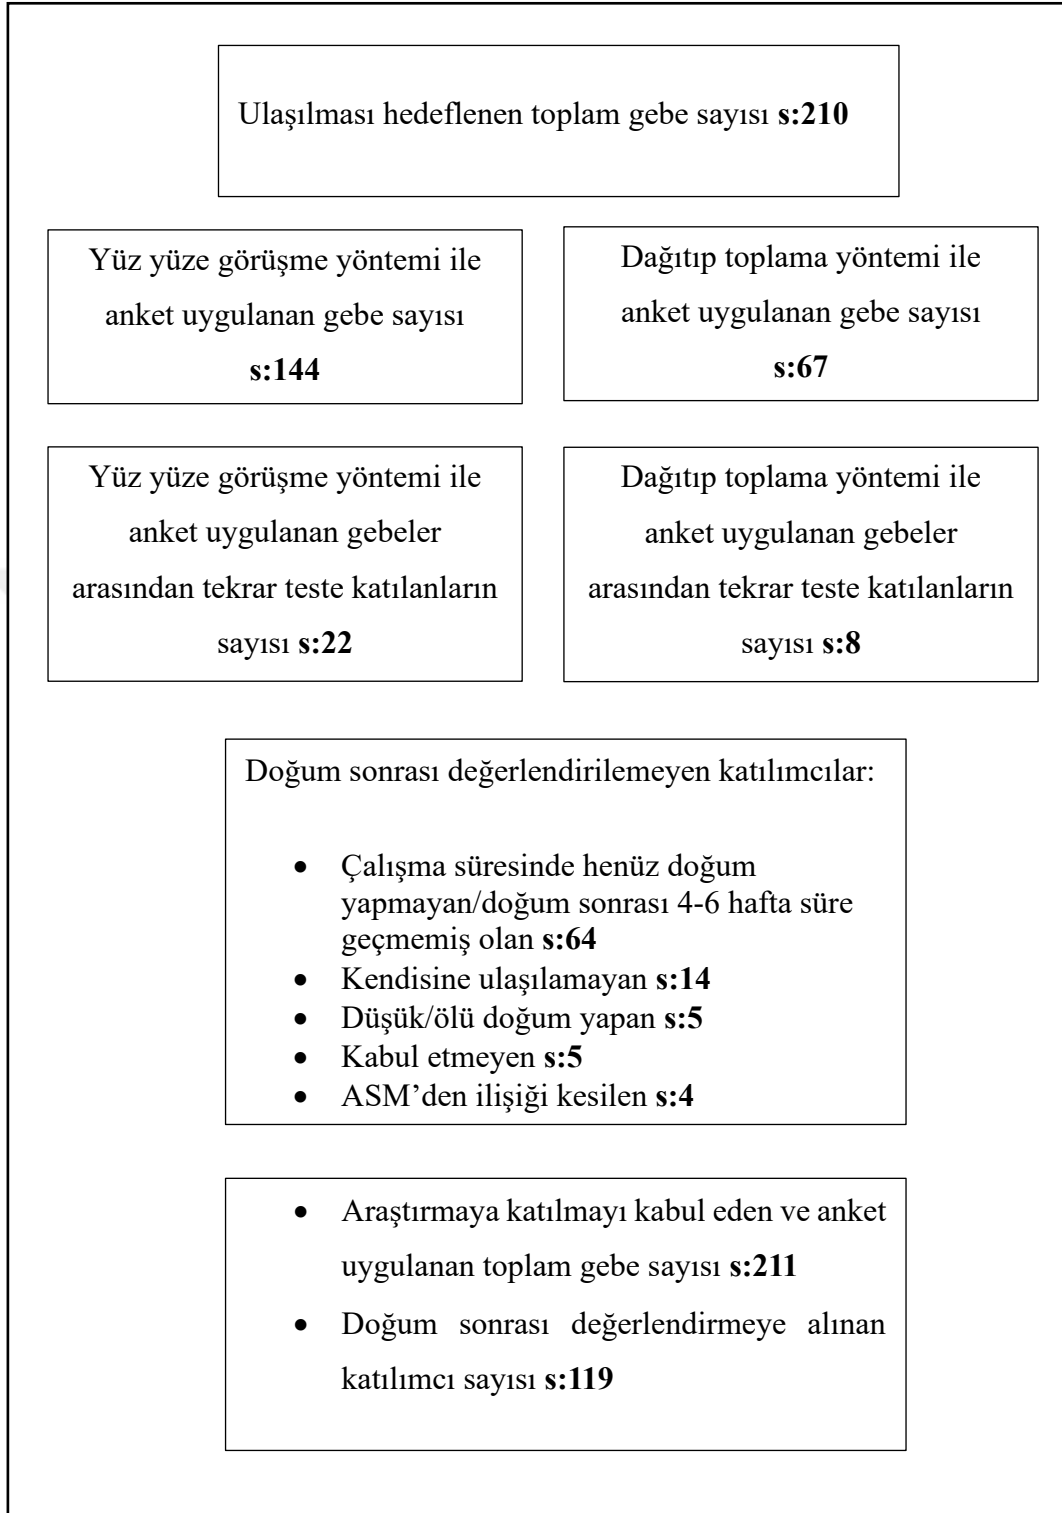 Ulaşılması hedeflenen toplam gebe sayısı s:210
Yüz yüze görüşme yöntemi ile
anket uygulanan gebe sayısı
s:144
Dağıtıp toplama yöntemi ile
anket uygulanan gebe sayısı
s:67
Yüz yüze görüşme yöntemi ile
anket uygulanan gebeler
arasından tekrar teste katılanların
sayısı s:22
Dağıtıp toplama yöntemi ile
anket uygulanan gebeler
arasından tekrar teste katılanların
sayısı s:8
Doğum sonrası değerlendirilemeyen katılımcılar:
• Çalışma süresinde henüz doğum
yapmayan/doğum sonrası 4-6 hafta süre
geçmemiş olan s:64
• Kendisine ulaşılamayan s:14
• Düşük/ölü doğum yapan s:5
• Kabul etmeyen s:5
• ASM’den ilişiği kesilen s:4
• Araştırmaya katılmayı kabul eden ve anket
uygulanan toplam gebe sayısı s:211
• Doğum sonrası değerlendirmeye alınan
katılımcı sayısı s:119